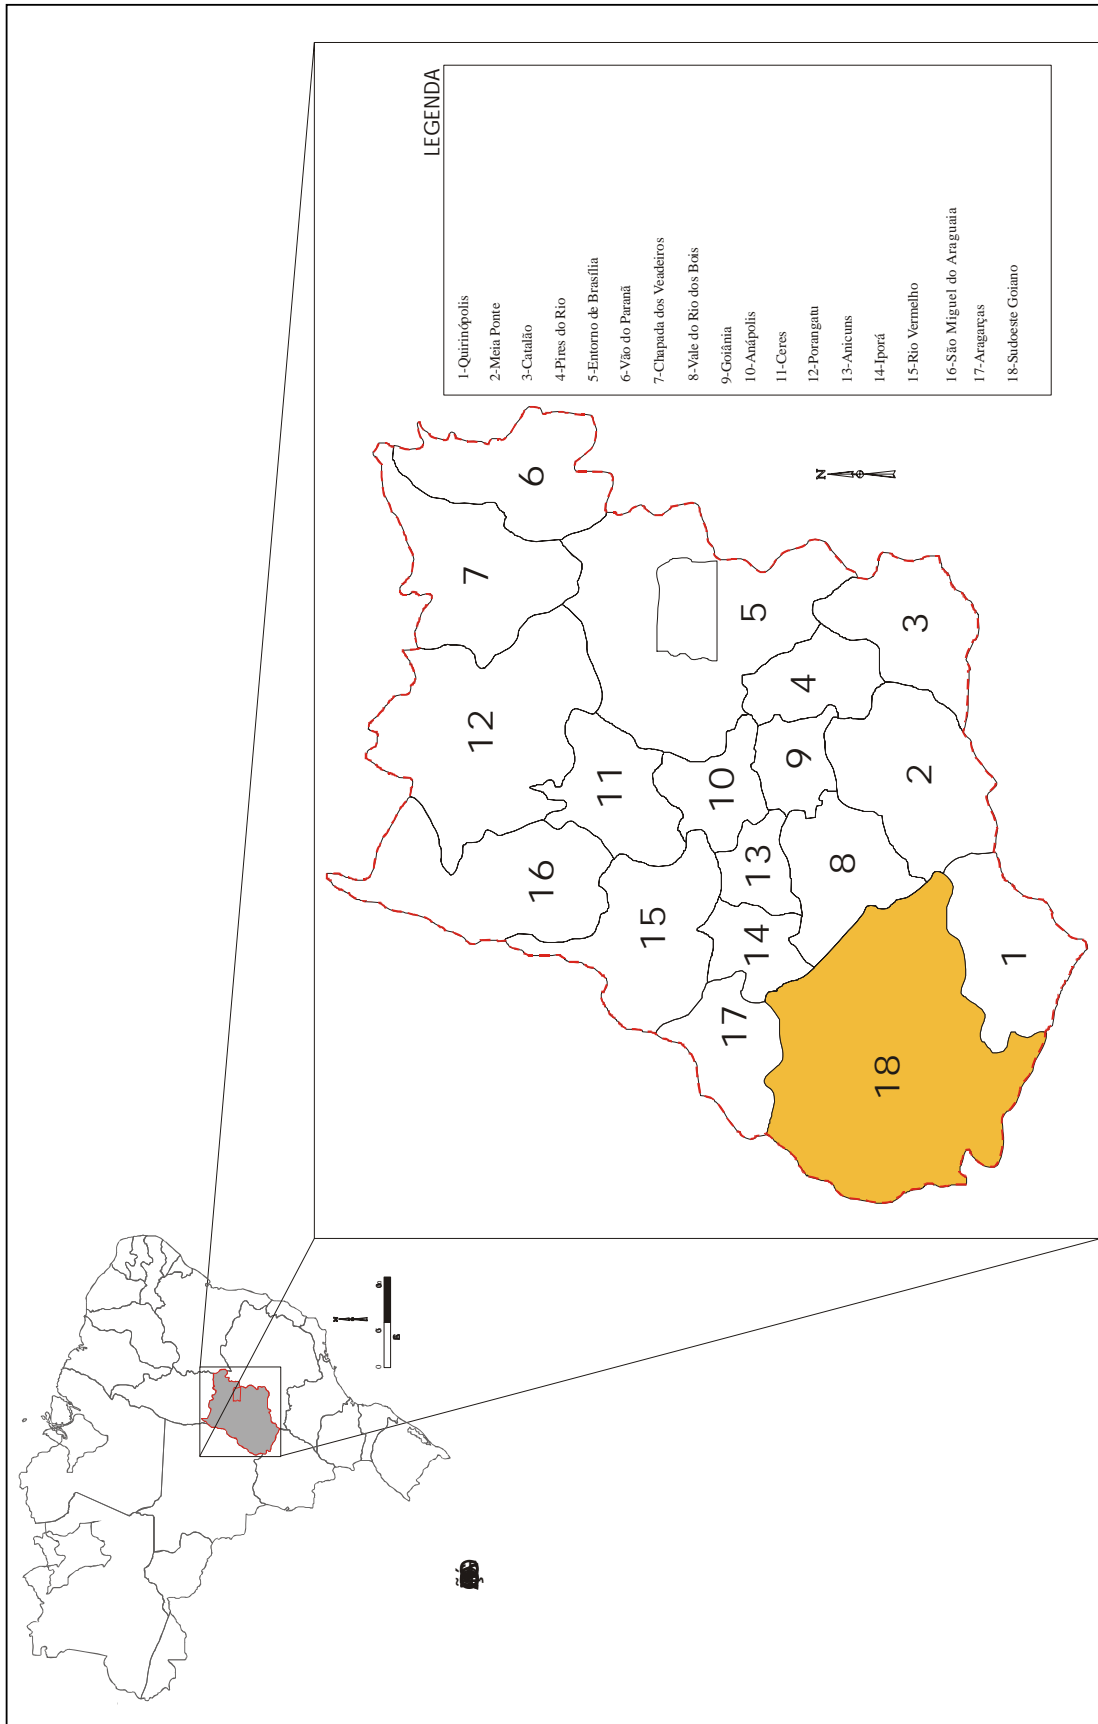 LEGENDA
1-Quirinópolis
2-Meia Ponte
3-Catalão
4-Pires do Rio
5-Entorno de Brasília
6-Vão do Paranã
7-Chapada dos Veadeiros
8-Vale do Rio dos Bois
9-Goiânia
10-Anápolis
11-Ceres
12-Porangatu
13-Anicuns
14-Iporá
15-Rio Vermelho
16-São Miguel do Araguaia
17-Aragarças
18-Sudoeste Goiano
7
6
12
16
11
5
15
10
4
3
9
13
14
17
8
2
18
1
N
N
0